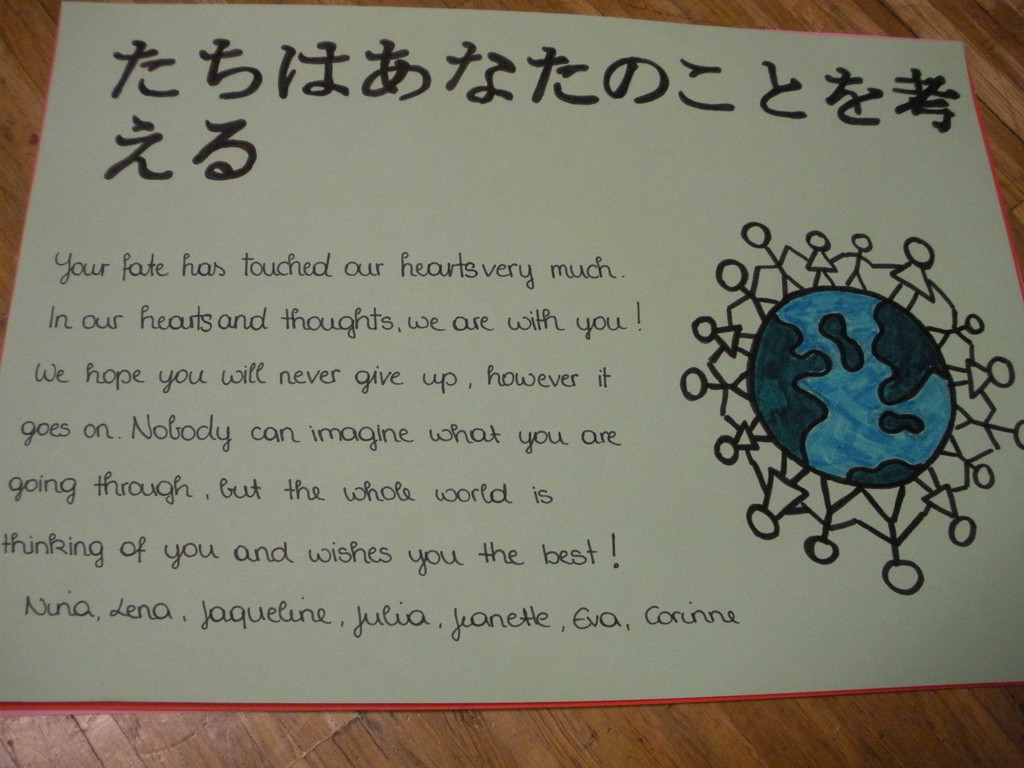 たちはあなたのことを考
える
Your fate has touched our hearts very much.
In our hearts and thoughts, we are with you!
We hope you will never give up, however it
goes on. Nobody can imagine what you are
going through, but the whole world is
thinking of you and wishes you the best!
Nina, Lena, Jaqueline, Julia, Jeanette, Eva, Corinne